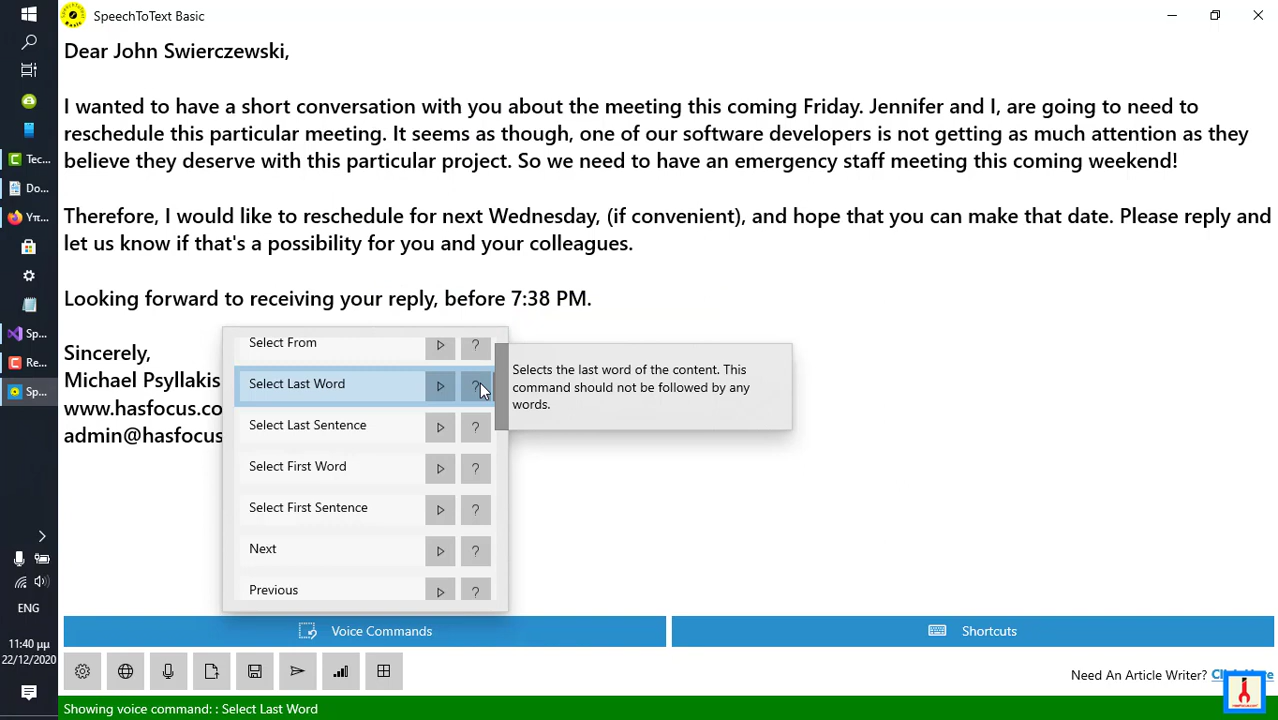 SpeechToText Basic
Dear John Swierczewski,
I wanted to have a short conversation with you about the meeting this coming Friday. Jennifer and I, are going to need to
reschedule this particular meeting. It seems as though, one of our software developers is not getting as much attention as they
believe they deserve with this particular project. So we need to have an emergency staff meeting this coming weekend!
Therefore, I would like to reschedule for next Wednesday, (if convenient), and hope that you can make that date. Please reply and
let us know if that's a possibility for you and your colleagues.
Looking forward to receiving your reply, before 7:38 PM.
Sincerely,
Michael Psyllakis
www.hasfocus.co
admin@hasfocus
Select From
?
Select Last Word
?
Selects the last word of the content. This
command should not be followed by any
words.
Select Last Sentence
?
Select First Word
?
Select First Sentence
?
Next
?
Previous
?
Voice Commands
Shortcuts
Need An Article Writer?
Showing voice command: : Select Last Word
Tec...
Do...
Υπ...
Sp...
Re...
Sp...
ENG
11:40 μμ
22/12/2020